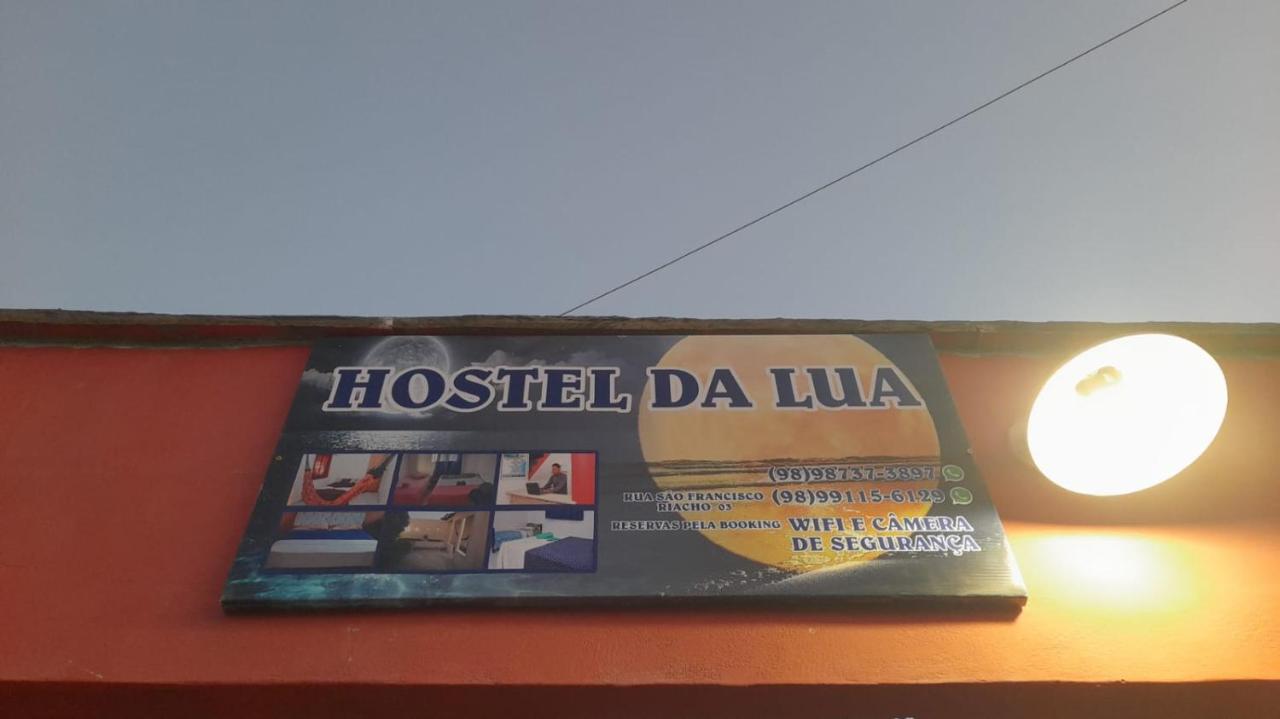 HOSTEL DA LUA
(98)98737-3897
RUA SÃO FRANCISCO (98)99115-6129
RIACHO 03
RESERVAS PELA BOOKING WIFI E CÂMERA
DE SEGURANÇA